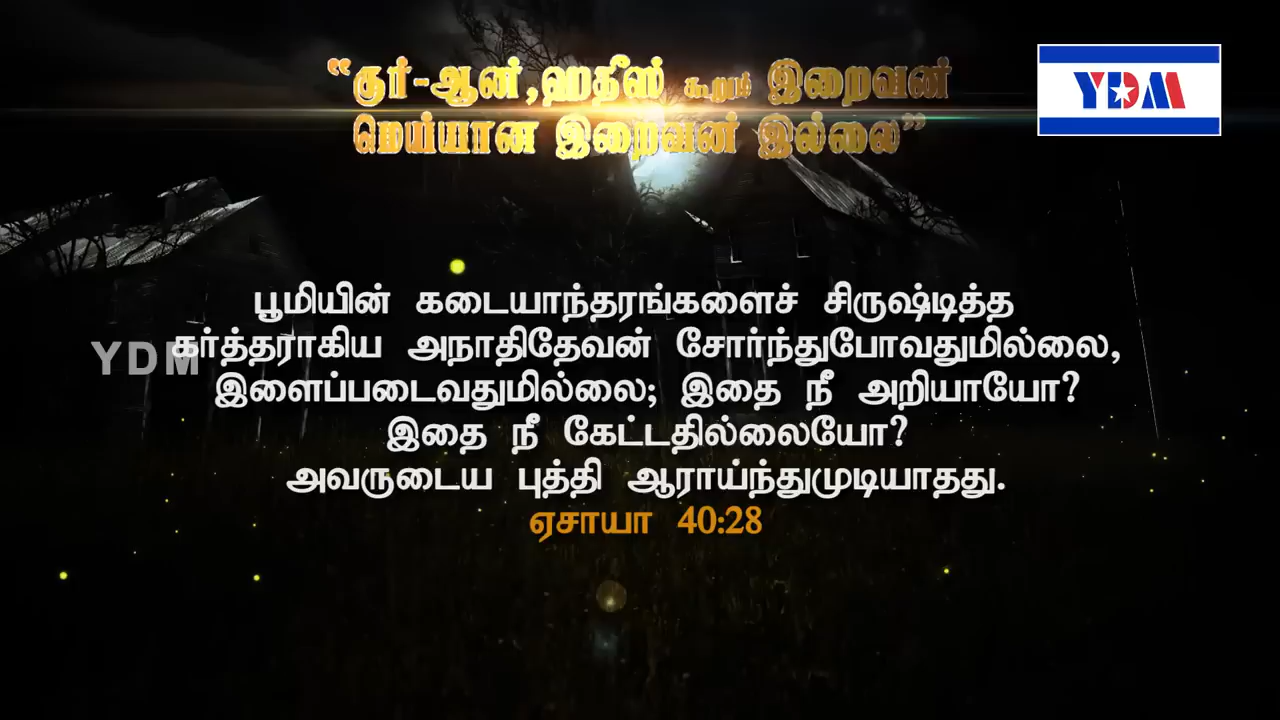 “குர்-ஆன்,ஹதீஸ் கூறும் இறைவன்
மெய்யான இறைவன் இல்லை”
YDM
பூமியின் கடையாந்தரங்களைச் சிருஷ்டித்த
கர்த்தராகிய அநாதிதேவன் சோர்ந்துபோவதுமில்லை,
YDM
இளைப்படைவதுமில்லை; இதை நீ அறியாயோ?
இதை நீ கேட்டதில்லையோ?
அவருடைய புத்தி ஆராய்ந்துமுடியாதது.
ஏசாயா 40:28